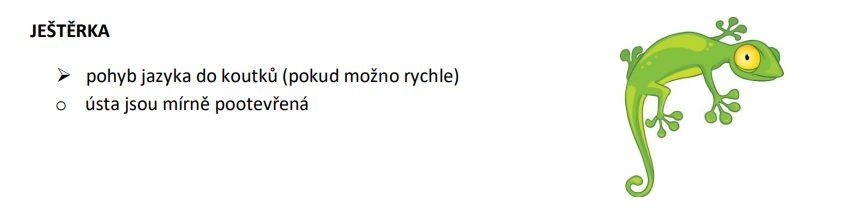 JEŠTĚRKA
➢ pohyb jazyka do koutků (pokud možno rychle)
o ústa jsou mírně pootevřená